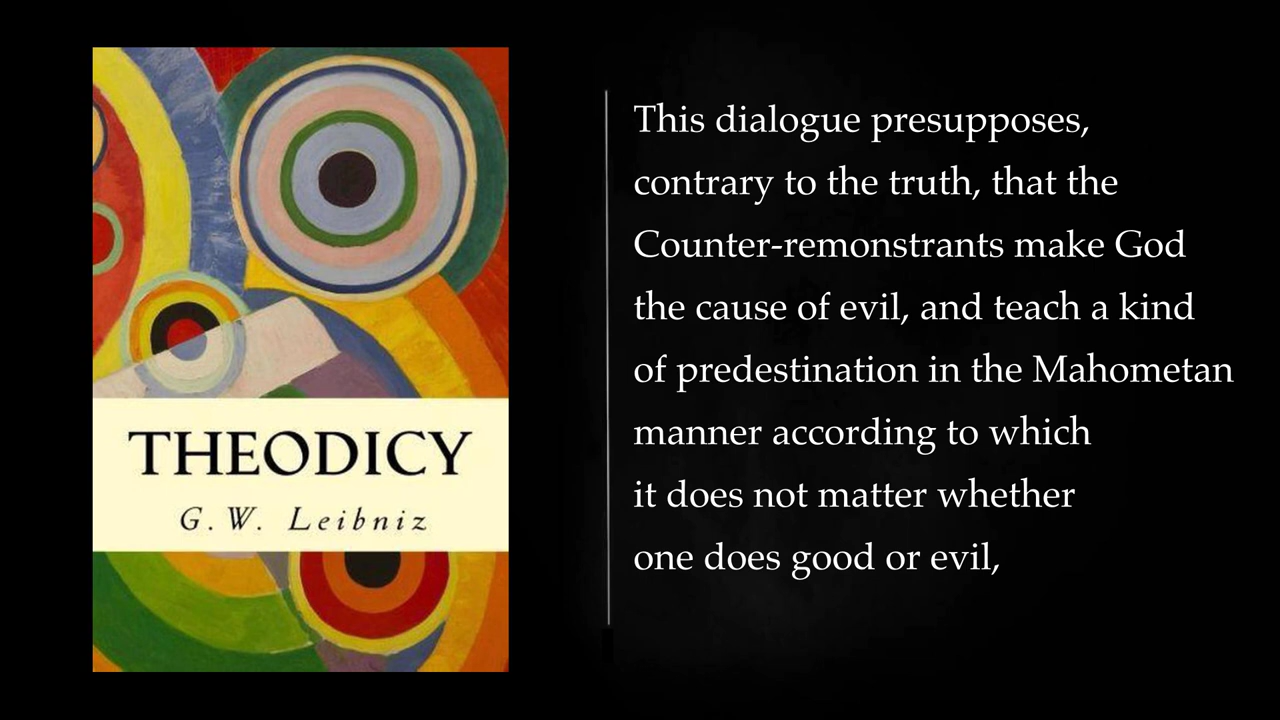 THEODICY
G.W. Leibniz
This dialogue presupposes,
contrary to the truth, that the
Counter-remonstrants make God
the cause of evil, and teach a kind
of predestination in the Mahometan
manner according to which
it does not matter whether
one does good or evil,